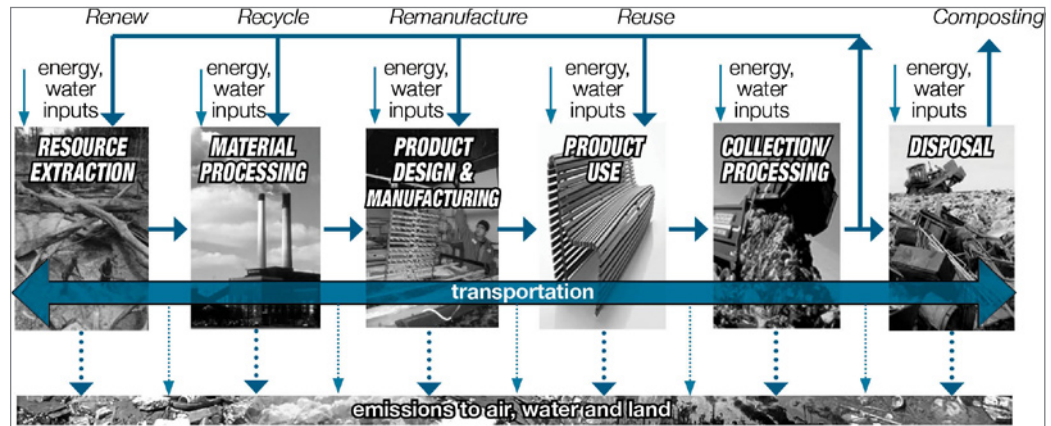 Renew
Recycle
Remanufacture
Reuse
Composting
energy,
water
inputs
energy,
water
inputs
energy,
water
inputs
energy,
water
inputs
energy,
water
inputs
energy,
water
inputs
RESOURCE
EXTRACTION
MATERIAL
PROCESSING
PRODUCT
DESIGN &
MANUFACTURING
PRODUCT
USE
COLLECTION/
PROCESSING
DISPOSAL
transportation
emissions to air, water and land